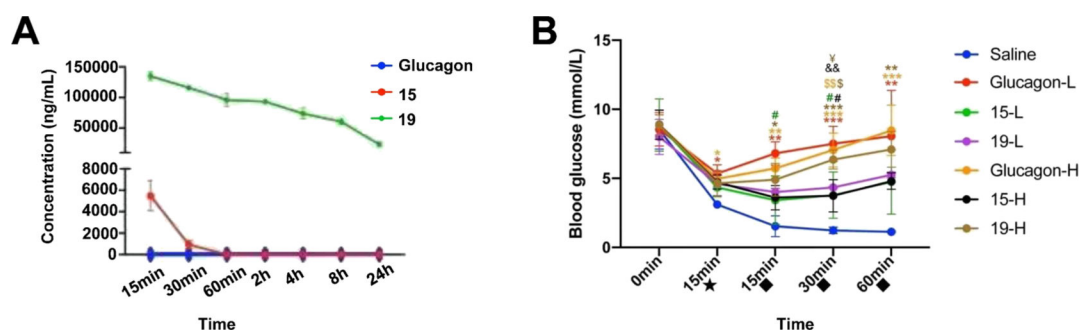 A
Concentration (ng/mL)
150000
100000
50000
8000
6000
4000
2000
0
15min
30min
60min
2h
4h
8h
24h
Time
Glucagon
15
19
B
Blood glucose (mmol/L)
15
10
5
0
¥
&&
$$$
##
***
***
***
#
*
**
**
*
*
**
***
**
0min
15min
★
15min
◆
30min
◆
60min
◆
Time
Saline
Glucagon-L
15-L
19-L
Glucagon-H
15-H
19-H